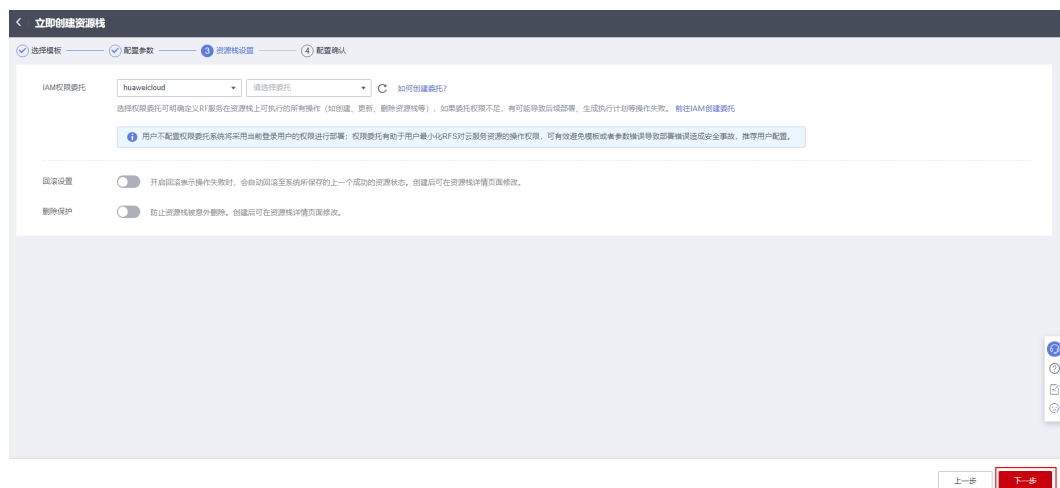 立即创建资源栈
选择模板 配置参数 3 资源栈设置 4 配置确认
IAM权限委托 huaweicloud 请选择委托 如何创建委托?
选择权限委托可明确定义RF服务在资源栈上可执行的所有操作（如创建、更新、删除资源栈等），如果委托权限不足，有可能导致后续部署、生成执行计划等操作失败。 前往IAM创建委托
用户不配置权限委托系统将采用当前登录用户的权限进行部署；权限委托有助于用户最小化RFS对云服务资源的操作权限，可有效避免模板或者参数错误导致部署错误造成安全事故，推荐用户配置。
回滚设置 开启回滚表示操作失败时，会自动回滚至系统所保存的上一个成功的资源状态。创建后可在资源栈详情页面修改。
删除保护 防止资源栈被意外删除。创建后可在资源栈详情页面修改。
上一步 下一步